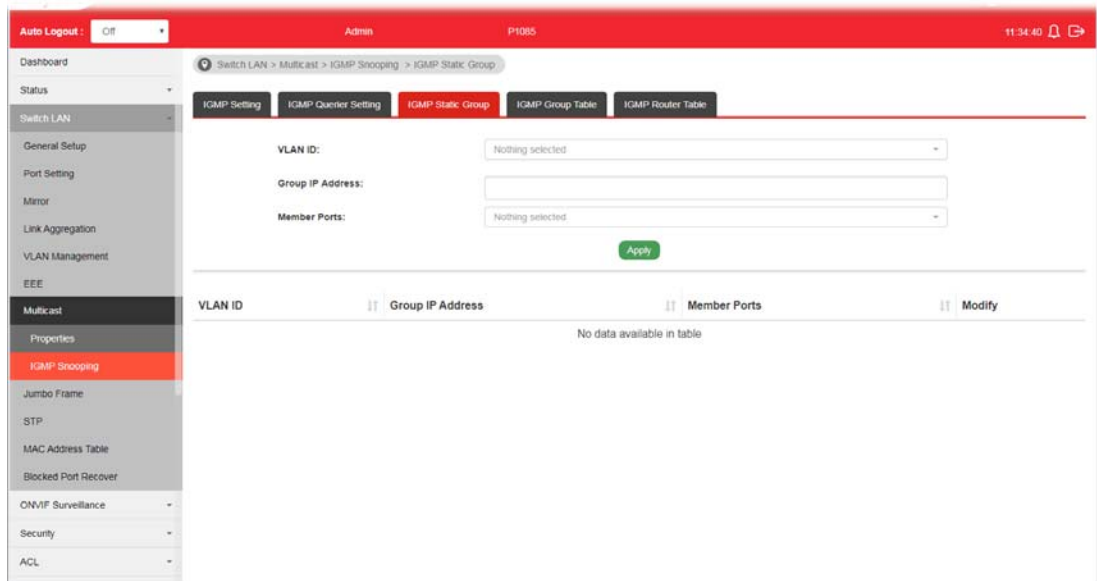 Auto Logout : Off Admin P1085 11:34:40
Dashboard
Status
Switch LAN
General Setup
Port Setting
Mirror
Link Aggregation
VLAN Management
EEE
Multicast
Properties
IGMP Snooping
Jumbo Frame
STP
MAC Address Table
Blocked Port Recover
ONVIF Surveillance
Security
ACL
Switch LAN > Multicast > IGMP Snooping > IGMP Static Group
IGMP Setting IGMP Querier Setting IGMP Static Group IGMP Group Table IGMP Router Table
VLAN ID: Nothing selected
Group IP Address:
Member Ports: Nothing selected
Apply
VLAN ID Group IP Address Member Ports Modify
No data available in table